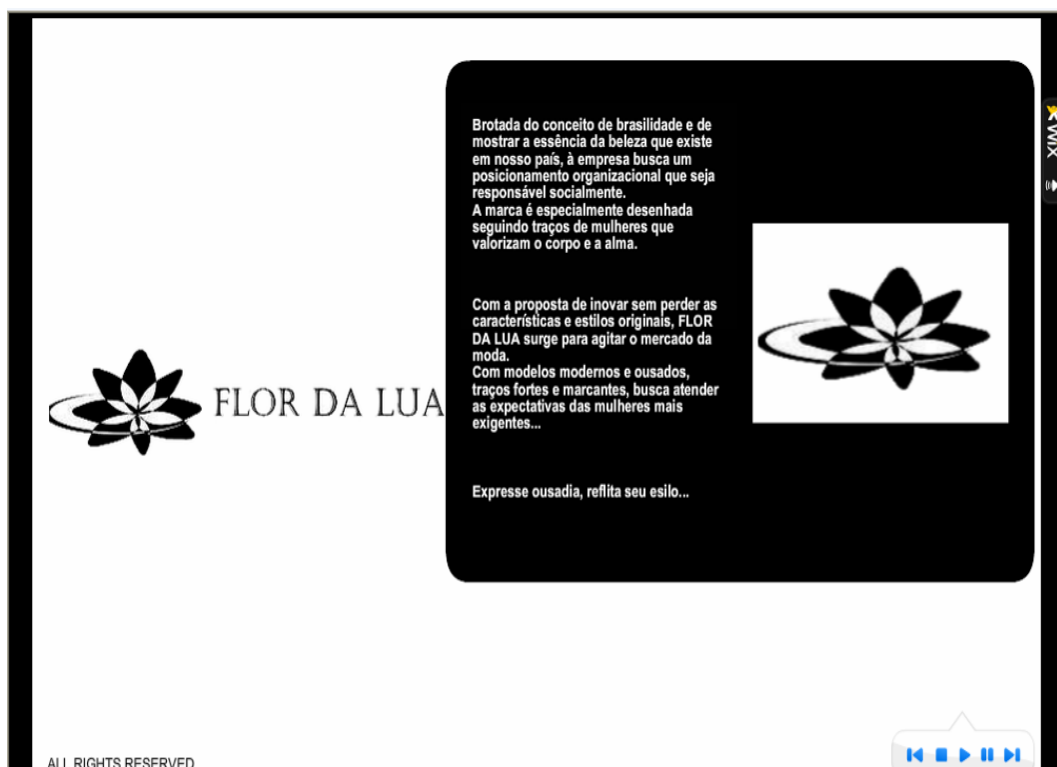 FLOR DA LUA
Brotada do conceito de brasilidade e de
mostrar a essência da beleza que existe
em nosso país, à empresa busca um
posicionamento organizacional que seja
responsável socialmente.
A marca é especialmente desenhada
seguindo traços de mulheres que
valorizam o corpo e a alma.
Com a proposta de inovar sem perder as
características e estilos originais, FLOR
DA LUA surge para agitar o mercado da
moda.
Com modelos modernos e ousados,
traços fortes e marcantes, busca atender
as expectativas das mulheres mais
exigentes...
Expresse ousadia, reflita seu esilo...
WIX
ALL RIGHTS RESERVED